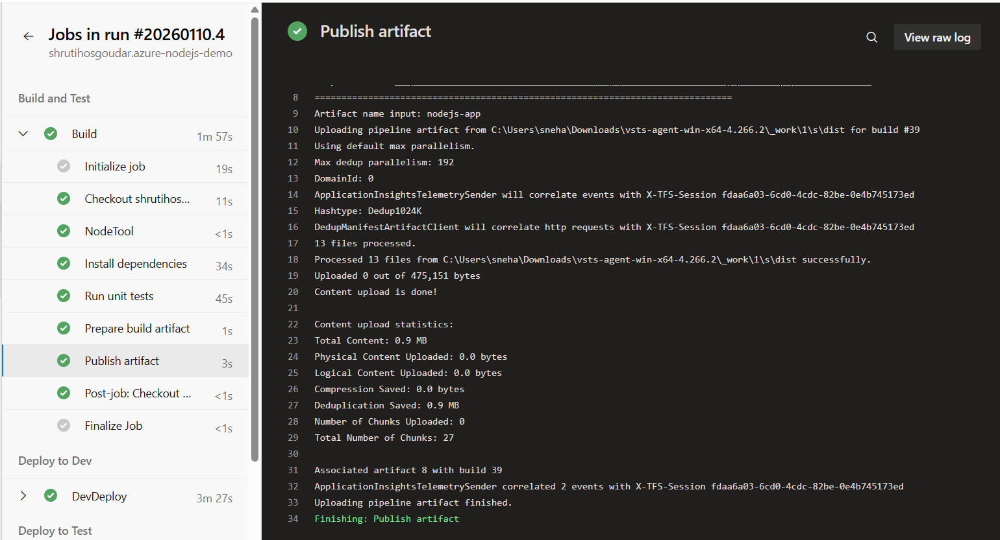 Jobs in run #20260110.4
shrutihosgoudar.azure-nodejs-demo
Build and Test
Build 1m 57s
Initialize job 19s
Checkout shrutihos... 11s
NodeTool <1s
Install dependencies 34s
Run unit tests 45s
Prepare build artifact 1s
Publish artifact 3s
Post-job: Checkout ... <1s
Finalize Job <1s
Deploy to Dev
DevDeploy 3m 27s
Deploy to Test
Publish artifact
View raw log
8 ==============================================================================
9 Artifact name input: nodejs-app
10 Uploading pipeline artifact from C:\Users\sneha\Downloads\vsts-agent-win-x64-4.266.2\_work\1\s\dist for build #39
11 Using default max parallelism.
12 Max dedup parallelism: 192
13 DomainId: 0
14 ApplicationInsightsTelemetrySender will correlate events with X-TFS-Session fdaa6a03-6cd0-4cdc-82be-0e4b745173ed
15 Hashtype: Dedup1024K
16 DedupManifestArtifactClient will correlate http requests with X-TFS-Session fdaa6a03-6cd0-4cdc-82be-0e4b745173ed
17 13 files processed.
18 Processed 13 files from C:\Users\sneha\Downloads\vsts-agent-win-x64-4.266.2\_work\1\s\dist successfully.
19 Uploaded 0 out of 475,151 bytes
20 Content upload is done!
21
22 Content upload statistics:
23 Total Content: 0.9 MB
24 Physical Content Uploaded: 0.0 bytes
25 Logical Content Uploaded: 0.0 bytes
26 Compression Saved: 0.0 bytes
27 Deduplication Saved: 0.9 MB
28 Number of Chunks Uploaded: 0
29 Total Number of Chunks: 27
30
31 Associated artifact 8 with build 39
32 ApplicationInsightsTelemetrySender correlated 2 events with X-TFS-Session fdaa6a03-6cd0-4cdc-82be-0e4b745173ed
33 Uploading pipeline artifact finished.
34 Finishing: Publish artifact